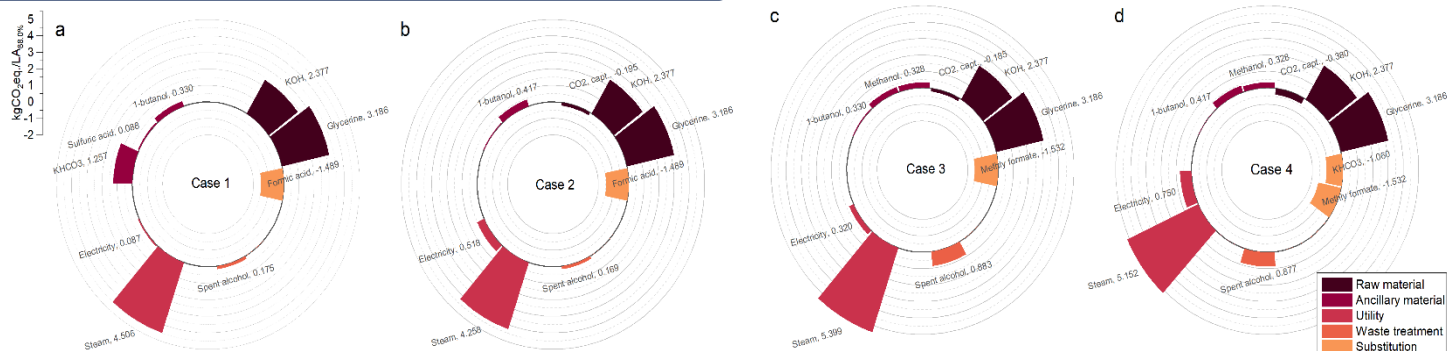 a
b
c
d
5
4
3
2
1
0
-1
-2
kgCO2eq./LA88.0%
Case 1
KOH, 2.377
Glycerine, 3.186
1-butanol, 0.330
Sulfuric acid, 0.086
KHCO3, 1.257
Formic acid, -1.489
Electricity, 0.087
Spent alcohol, 0.175
Steam, 4.506
Case 2
CO2, capt., -0.195
KOH, 2.377
Glycerine, 3.186
1-butanol, 0.417
Formic acid, -1.489
Electricity, 0.518
Spent alcohol, 0.169
Steam, 4.258
Case 3
Methanol, 0.328
CO2, capt., -0.185
KOH, 2.377
Glycerine, 3.186
1-butanol, 0.330
Methly formate, -1.532
Electricity, 0.320
Spent alcohol, 0.883
Steam, 5.399
Case 4
Methanol, 0.328
CO2, capt., -0.380
KOH, 2.377
Glycerine, 3.186
1-butanol, 0.417
KHCO3, -1.060
Methly formate, -1.532
Electricity, 0.750
Spent alcohol, 0.877
Steam, 5.152
Raw material
Ancillary material
Utility
Waste treatment
Substitution